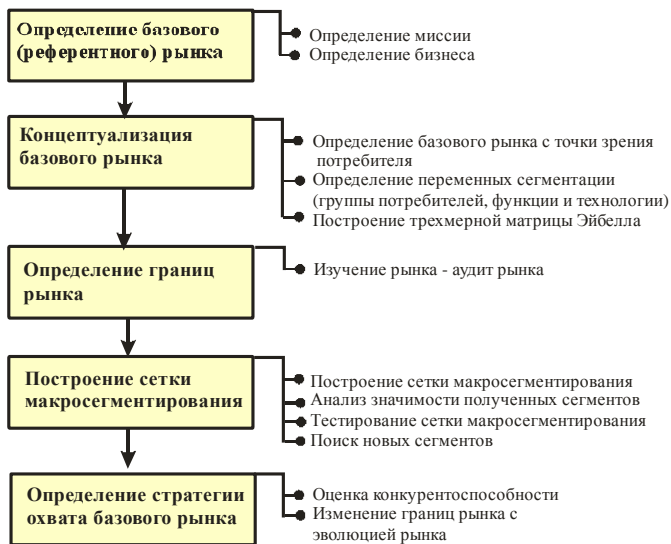 Определение базового
(референтного) рынка
Определение миссии
Определение бизнеса
Концептуализация
базового рынка
Определение базового рынка с точки зрения
потребителя
Определение переменных сегментации
(группы потребителей, функции и технологии)
Построение трехмерной матрицы Эйбелла
Определение границ
рынка
Изучение рынка - аудит рынка
Построение сетки
макросегментирования
Построение сетки макросегментирования
Анализ значимости полученных сегментов
Тестирование сетки макросегментирования
Поиск новых сегментов
Определение стратегии
охвата базового рынка
Оценка конкурентоспособности
Изменение границ рынка с
эволюцией рынка